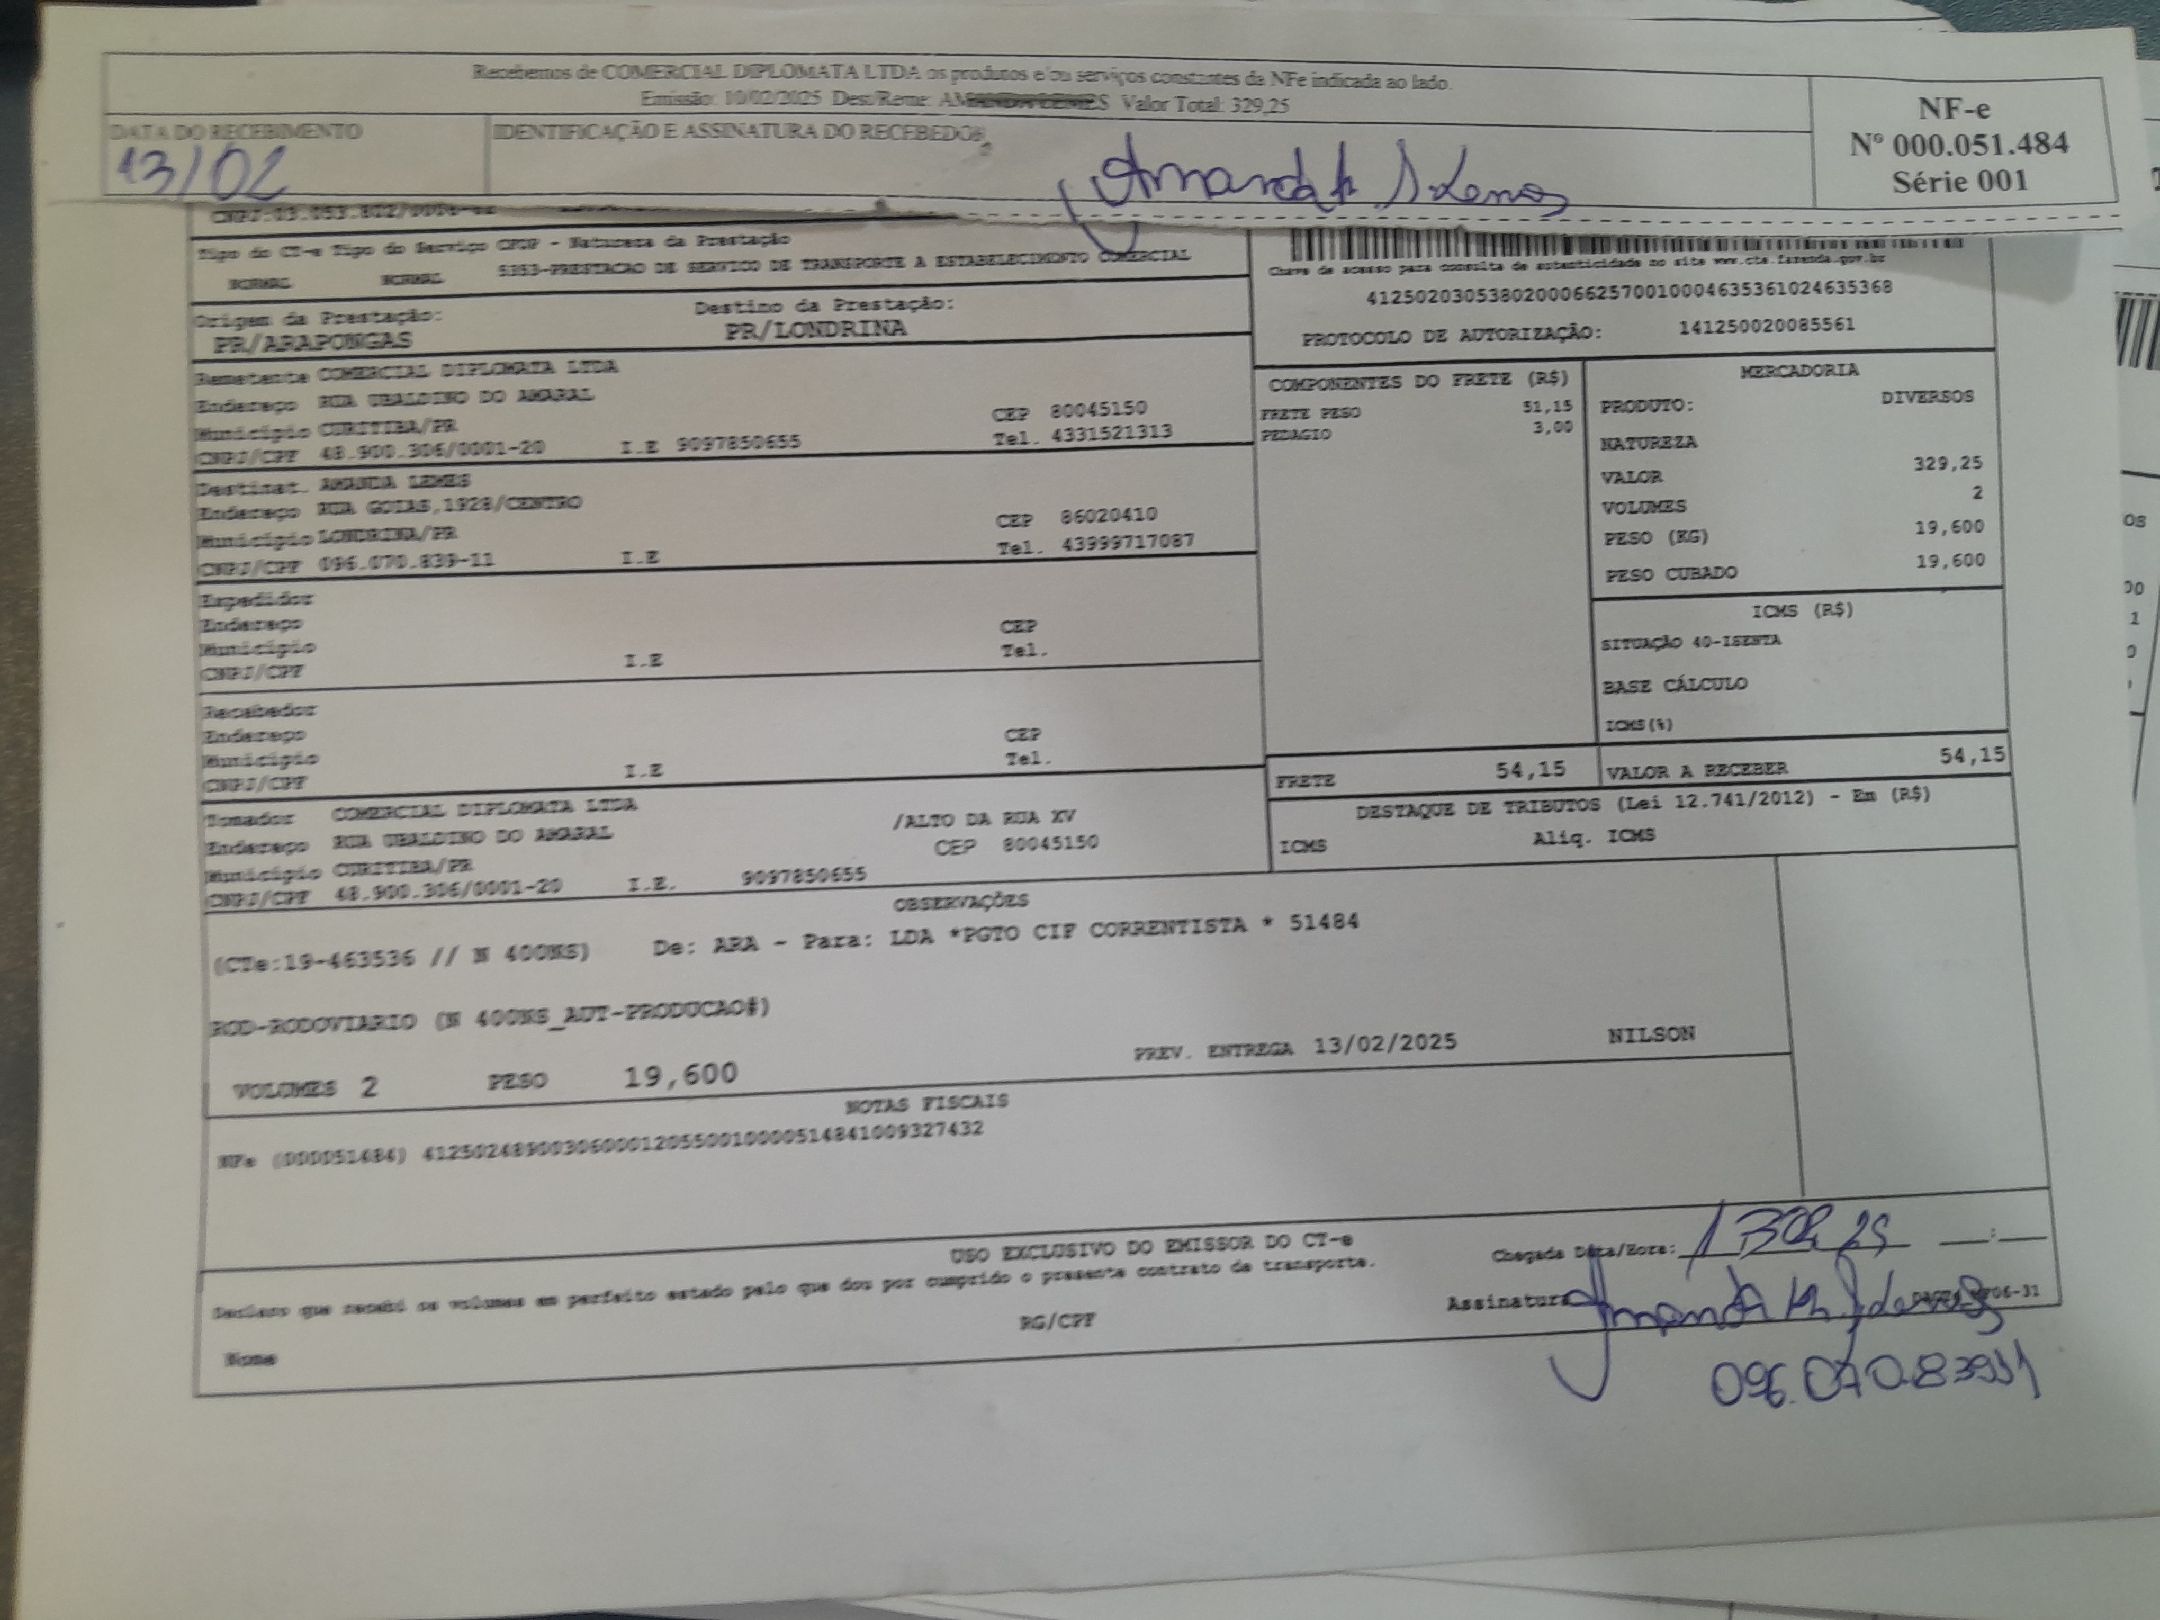 Recebemos de COMERCIAL DIPLOMATA LTDA os produtos e/ou serviços constantes da NFe indicada ao lado.
Emissão: 10/02/2025 Dest/Reme: AMANDA LEMES Valor Total: 329,25
NF-e
Nº 000.051.484
Série 001
DATA DO RECEBIMENTO
13/02
IDENTIFICAÇÃO E ASSINATURA DO RECEBEDOR
Amanda
Tipo do CT-e Tipo do Serviço CFOP - Natureza da Prestação
NORMAL NORMAL 5353-PRESTACAO DE SERVICO DE TRANSPORTE A ESTABELECIMENTO COMERCIAL
Chave de acesso para consulta de autenticidade no site www.cte.fazenda.gov.br
41250203053802000662570010004635361024635368
PROTOCOLO DE AUTORIZAÇÃO: 141250020085561
Origem da Prestação: Destino da Prestação:
PR/ARAPONGAS PR/LONDRINA
Remetente COMERCIAL DIPLOMATA LTDA
Endereço RUA UBALDINO DO AMARAL
Município CURITIBA/PR CEP 80045150
CNPJ/CPF 48.900.306/0001-20 I.E 9097850655 Tel. 4331521313
Destinat. AMANDA LEMES
Endereço RUA GOIAS,1928/CENTRO
Município LONDRINA/PR CEP 86020410
CNPJ/CPF 096.070.839-11 I.E Tel. 43999717087
Expedidor
Endereço
Município CEP
CNPJ/CPF I.E Tel.
Recebedor
Endereço
Município CEP
CNPJ/CPF I.E Tel.
Tomador COMERCIAL DIPLOMATA LTDA
Endereço RUA UBALDINO DO AMARAL /ALTO DA RUA XV
Município CURITIBA/PR CEP 80045150
CNPJ/CPF 48.900.306/0001-20 I.E. 9097850655
COMPONENTES DO FRETE (R$)
FRETE PESO 51,15
PEDAGIO 3,00
MERCADORIA
PRODUTO: DIVERSOS
NATUREZA
VALOR 329,25
VOLUMES 2
PESO (KG) 19,600
PESO CUBADO 19,600
ICMS (R$)
SITUAÇÃO 40-ISENTA
BASE CÁLCULO
ICMS(%)
FRETE 54,15 VALOR A RECEBER 54,15
DESTAQUE DE TRIBUTOS (Lei 12.741/2012) - Em (R$)
ICMS Aliq. ICMS
OBSERVAÇÕES
(CTe:19-463536 // N 400NS) De: ARA - Para: LDA *PGTO CIF CORRENTISTA * 51484
ROD-RODOVIARIO (N 400NS_AUT-PRODUCAO#)
VOLUMES 2 PESO 19,600 PREV. ENTREGA 13/02/2025 NILSON
NOTAS FISCAIS
NFe (000051484) 41250248900306000120550010000514841009327432
USO EXCLUSIVO DO EMISSOR DO CT-e
Declaro que recebi os volumes em perfeito estado pelo que dou por cumprido o presente contrato de transporte.
Nome RG/CPF
Chegada Data/Hora: 13 02 25 __:__
Assinatura Amanda
096.070.839 11